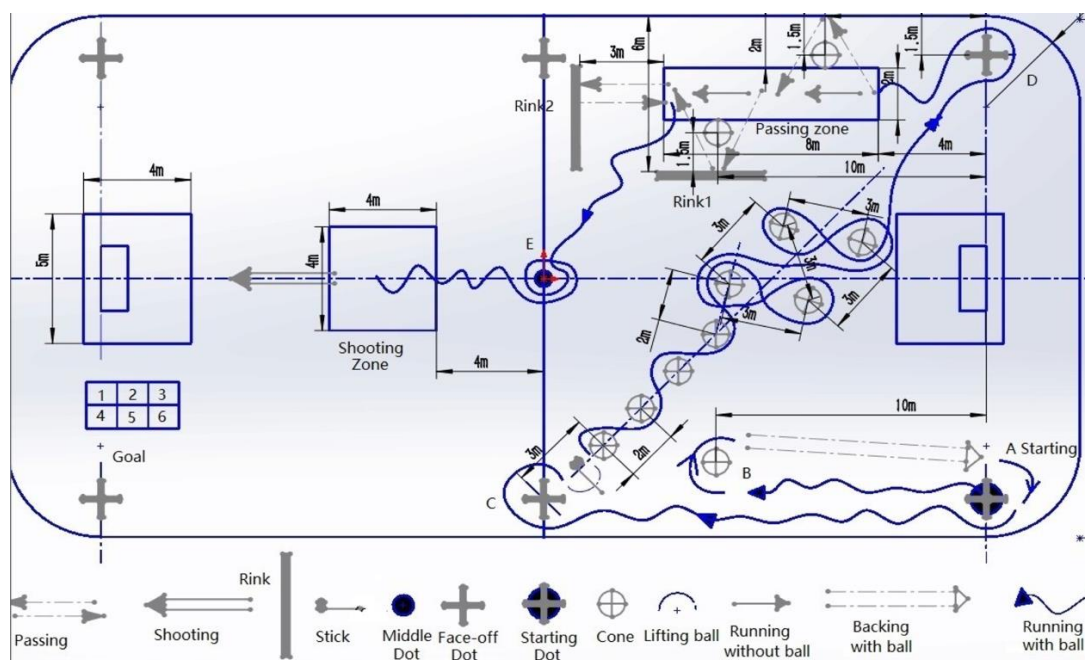 6m
3m
2m
1.5m
1.5m
2m
D
Rink2
Passing zone
8m
4m
1.5m
10m
Rink1
4m
4m
3m
3m
E
5m
4m
3m
3m
2m
3m
Shooting
Zone
4m
1 2 3
4 5 6
10m
Goal
3m
2m
A Starting
B
C
Rink
Passing
Shooting
Stick
Middle
Dot
Face-off
Dot
Starting
Dot
Cone
Lifting ball
Running
without ball
Backing
with ball
Running
with ball